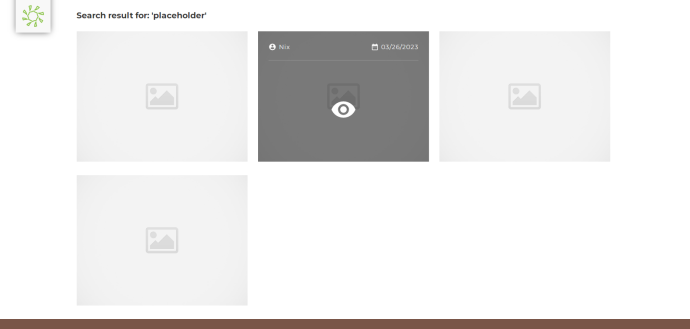 Search result for: 'placeholder'
Nix 03/26/2023